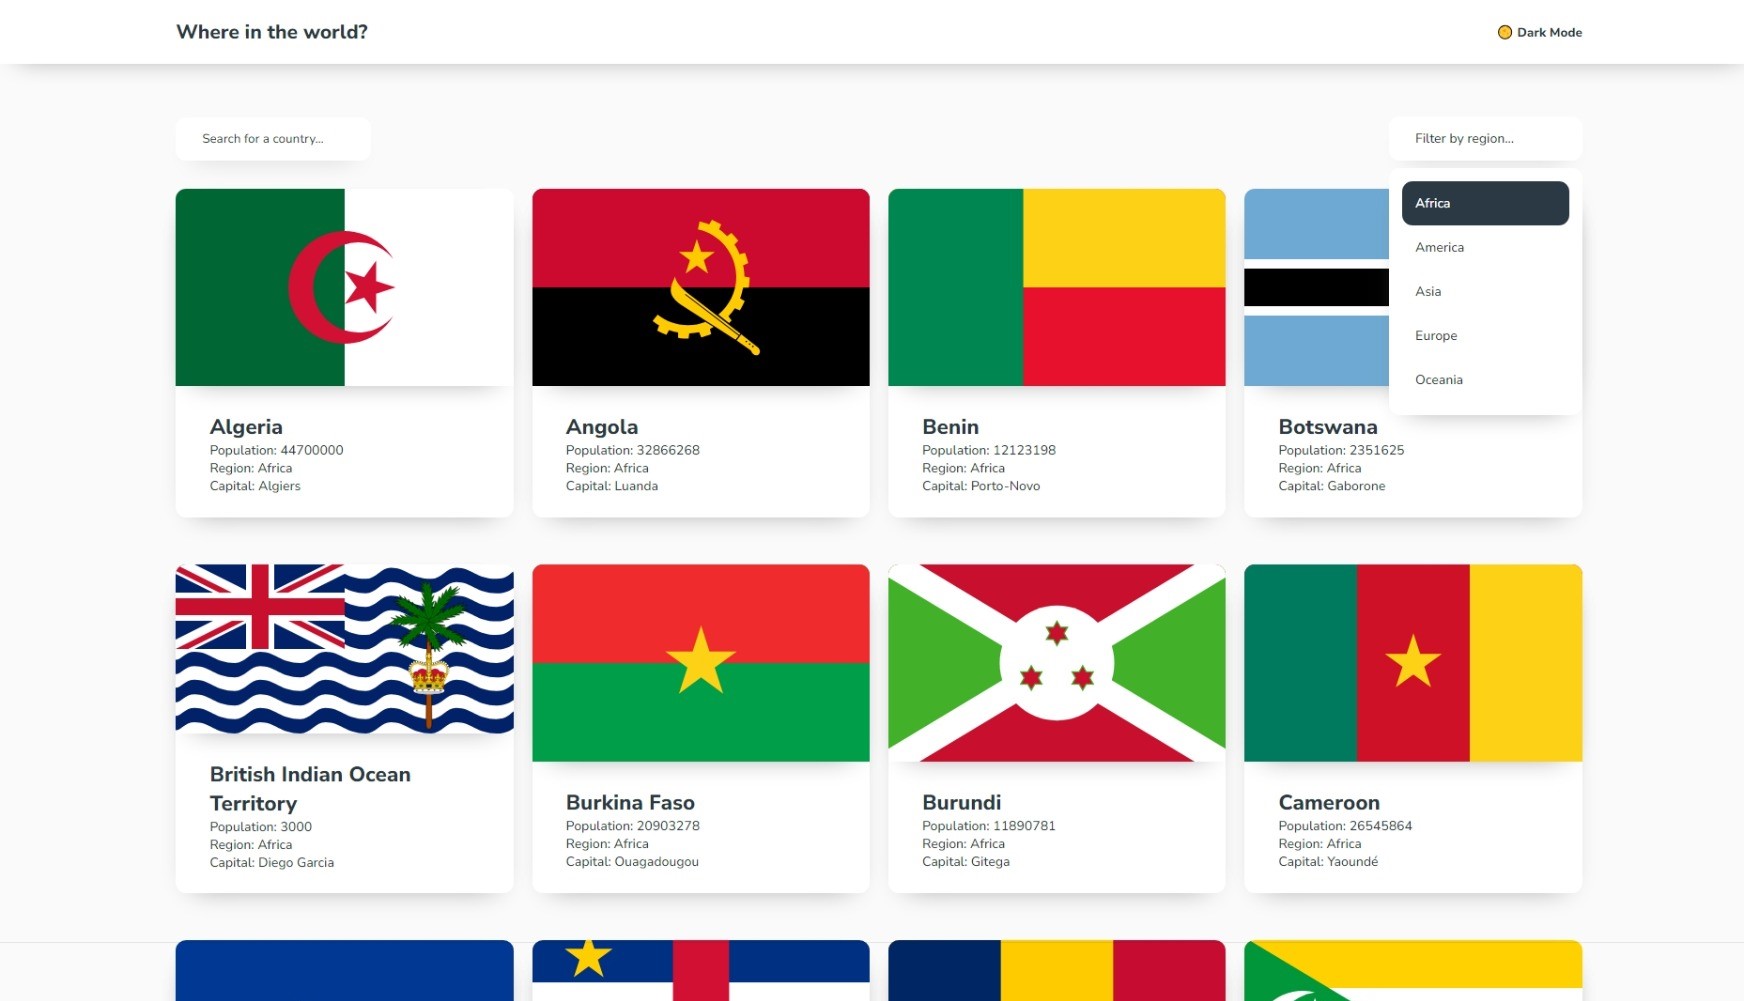 Where in the world?
Dark Mode
Search for a country...
Filter by region...
Africa
America
Asia
Europe
Oceania
Algeria
Population: 44700000
Region: Africa
Capital: Algiers
Angola
Population: 32866268
Region: Africa
Capital: Luanda
Benin
Population: 12123198
Region: Africa
Capital: Porto-Novo
Botswana
Population: 2351625
Region: Africa
Capital: Gaborone
British Indian Ocean
Territory
Population: 3000
Region: Africa
Capital: Diego Garcia
Burkina Faso
Population: 20903278
Region: Africa
Capital: Ouagadougou
Burundi
Population: 11890781
Region: Africa
Capital: Gitega
Cameroon
Population: 26545864
Region: Africa
Capital: Yaoundé